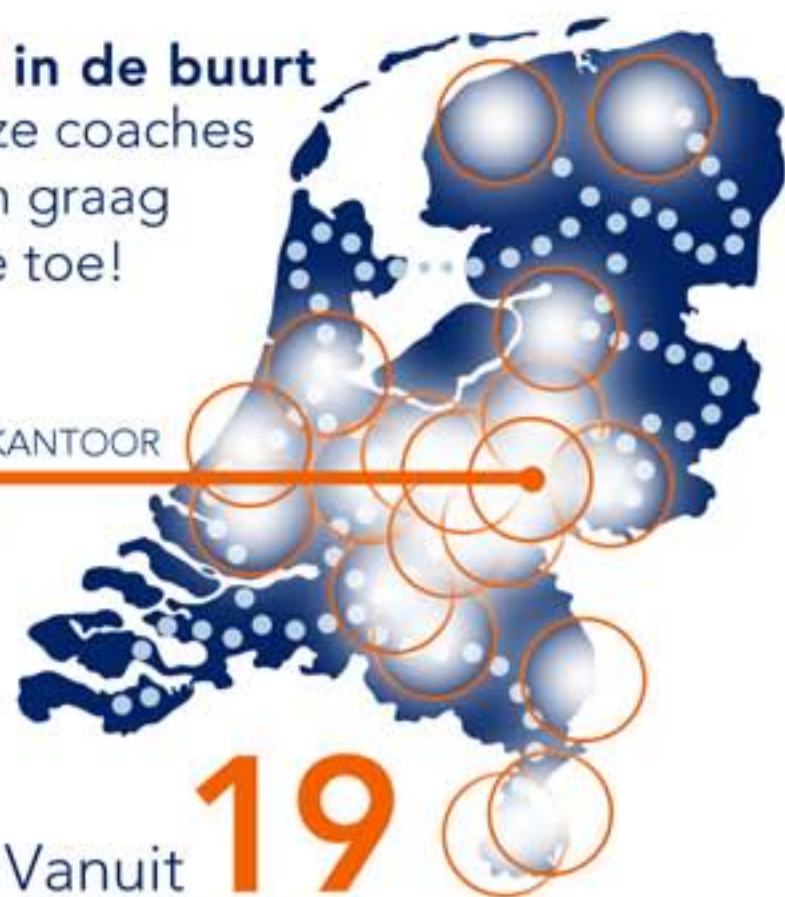 in de buurt
ze coaches
n graag
e toe!
KANTOOR
Vanuit 19